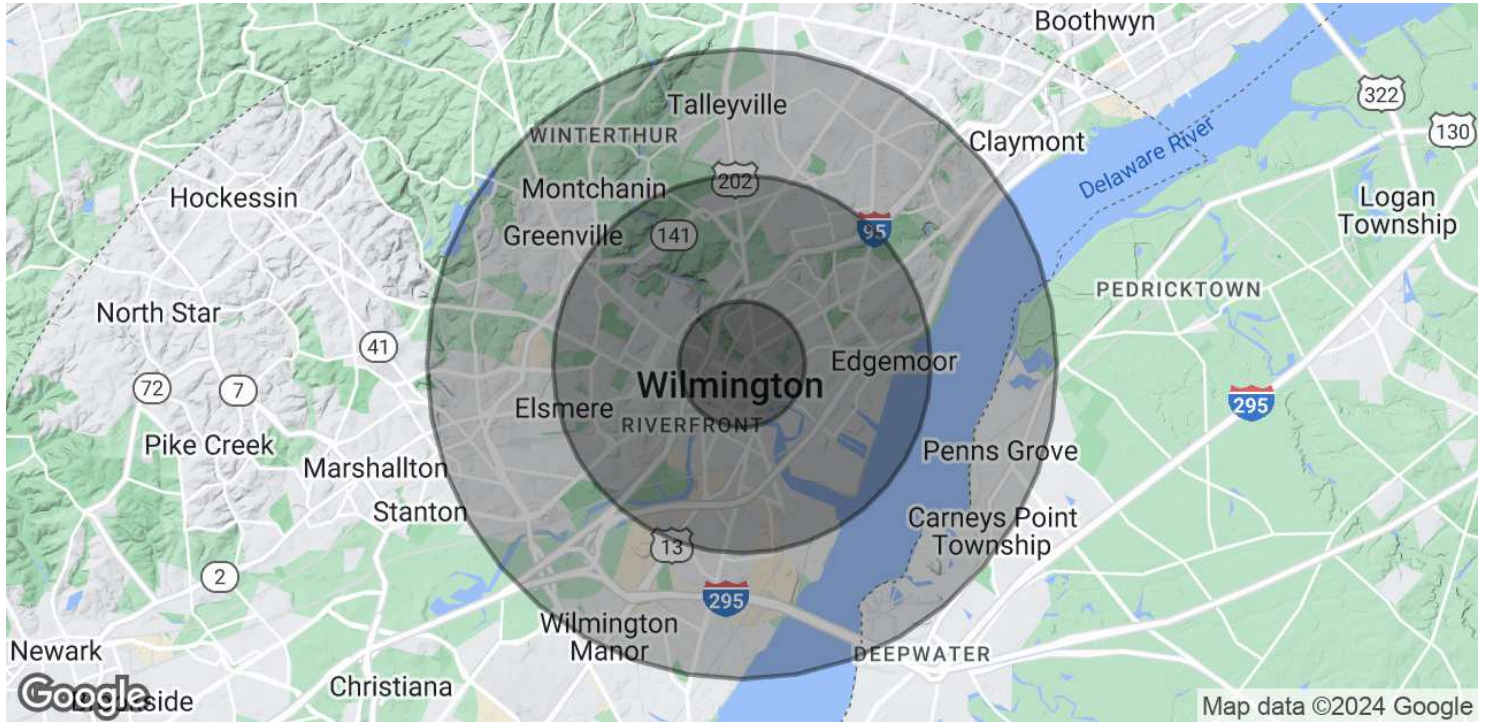 Boothwyn
322
Talleyville
130
WINTERTHUR
Claymont
Delaware River
202
Montchanin
Hockessin
Logan
Township
Greenville
141
95
PEDRICKTOWN
North Star
41
Edgemoor
72
7
Wilmington
295
Elsmere
RIVERFRONT
Pike Creek
Penns Grove
Marshallton
Stanton
Carneys Point
Township
13
2
295
Wilmington
Manor
Newark
DEEPWATER
Christiana
Google
Brookside
Map data ©2024 Google